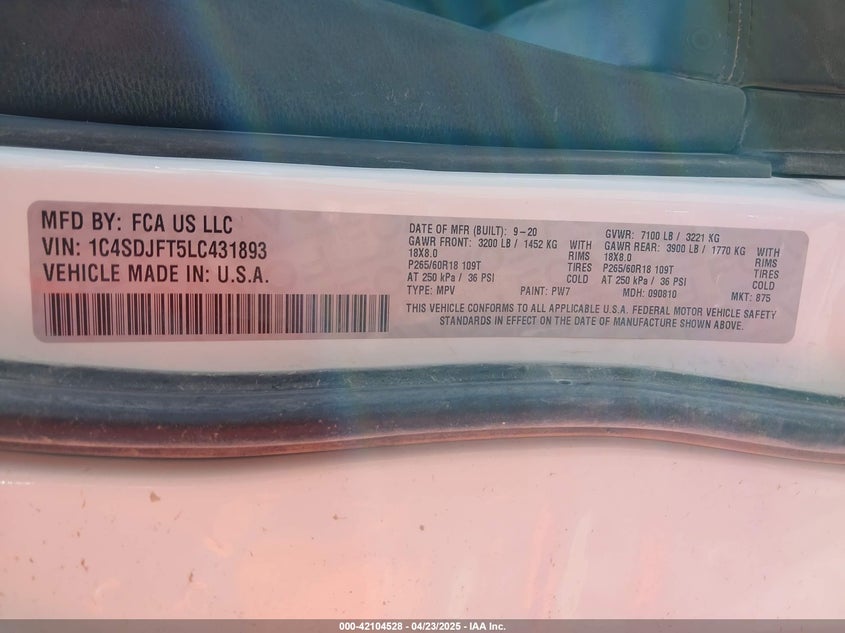 MFD BY: FCA US LLC
VIN: 1C4SDJFT5LC431893
VEHICLE MADE IN: U.S.A.
DATE OF MFR (BUILT): 9-20 GVWR: 7100 LB / 3221 KG
GAWR FRONT: 3200 LB / 1452 KG WITH GAWR REAR: 3900 LB / 1770 KG WITH
18X8.0 RIMS 18X8.0 RIMS
P265/60R18 109T TIRES P265/60R18 109T TIRES
AT 250 kPa / 36 PSI COLD AT 250 kPa / 36 PSI COLD
TYPE: MPV PAINT: PW7 MDH: 090810 MKT: 875
THIS VEHICLE CONFORMS TO ALL APPLICABLE U.S.A. FEDERAL MOTOR VEHICLE SAFETY
STANDARDS IN EFFECT ON THE DATE OF MANUFACTURE SHOWN ABOVE.
000-42104528 - 04/23/2025 - IAA Inc.